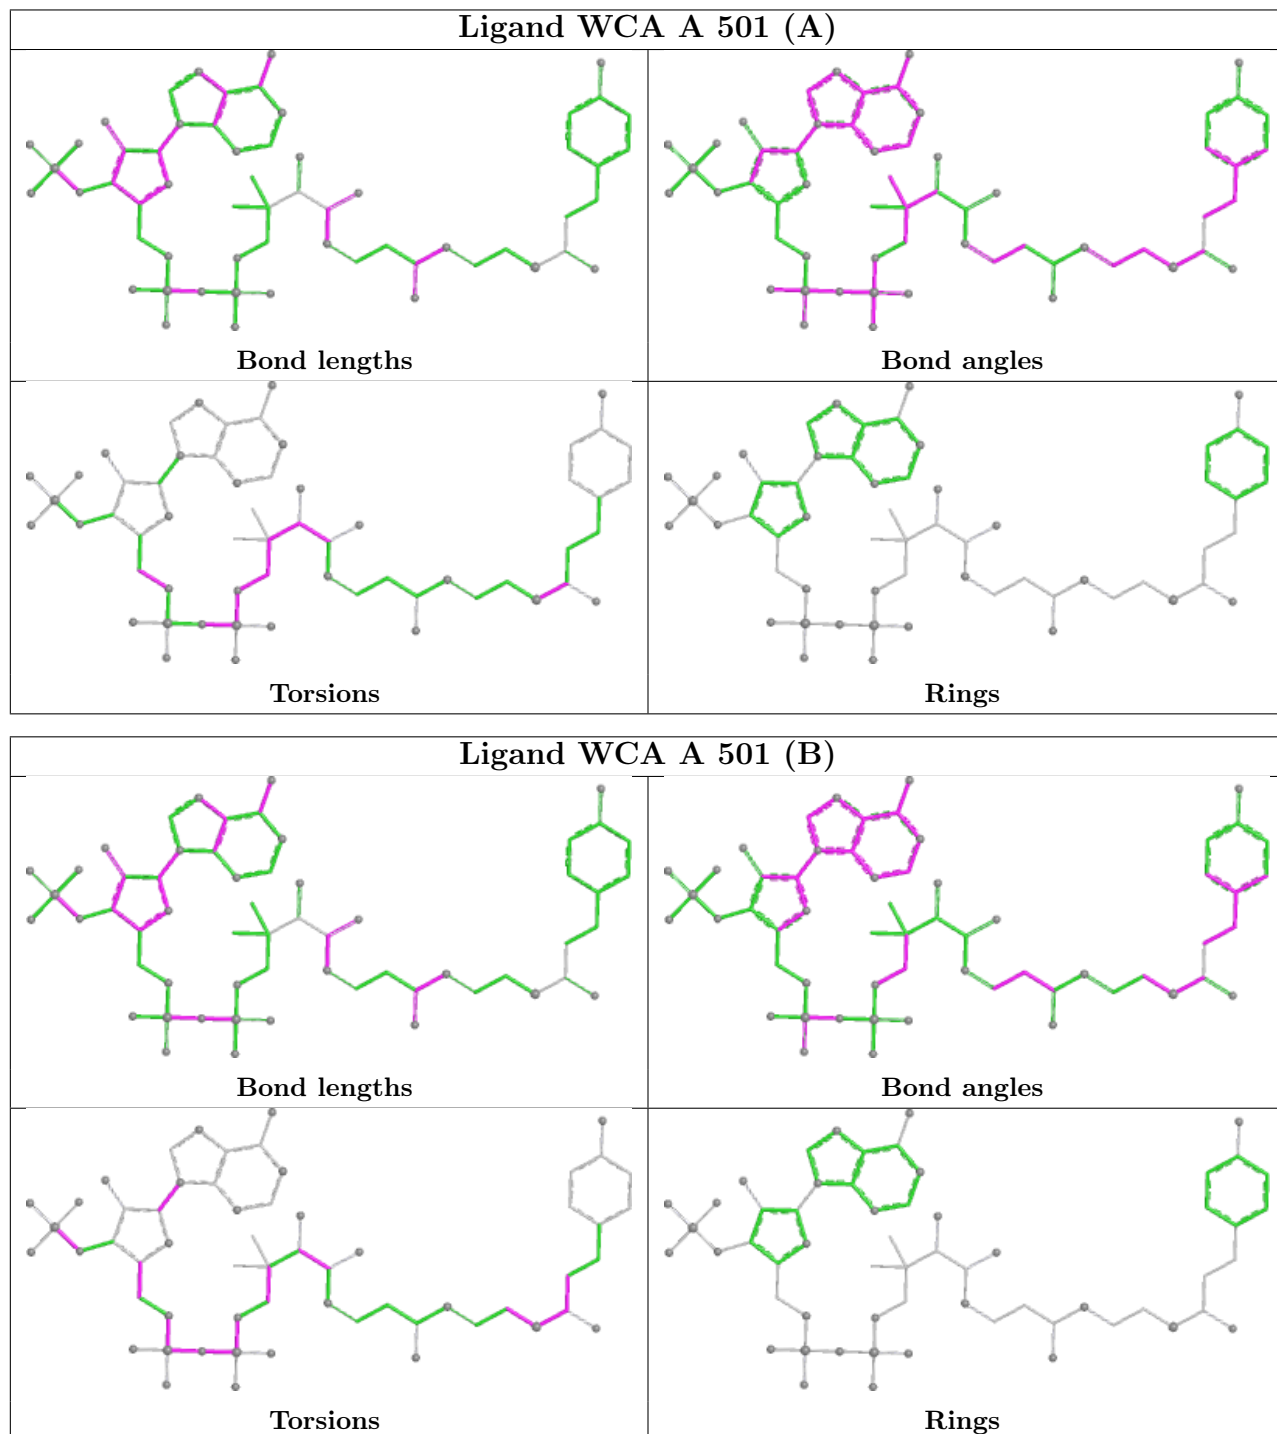 Ligand WCA A 501 (A)
Bond lengths
Bond angles
Torsions
Rings
Ligand WCA A 501 (B)
Bond lengths
Bond angles
Torsions
Rings